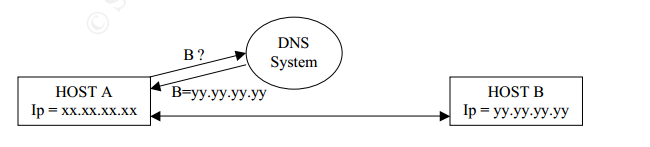 B ?
DNS
System
HOST A
Ip = xx.xx.xx.xx
B=yy.yy.yy.yy
HOST B
Ip = yy.yy.yy.yy